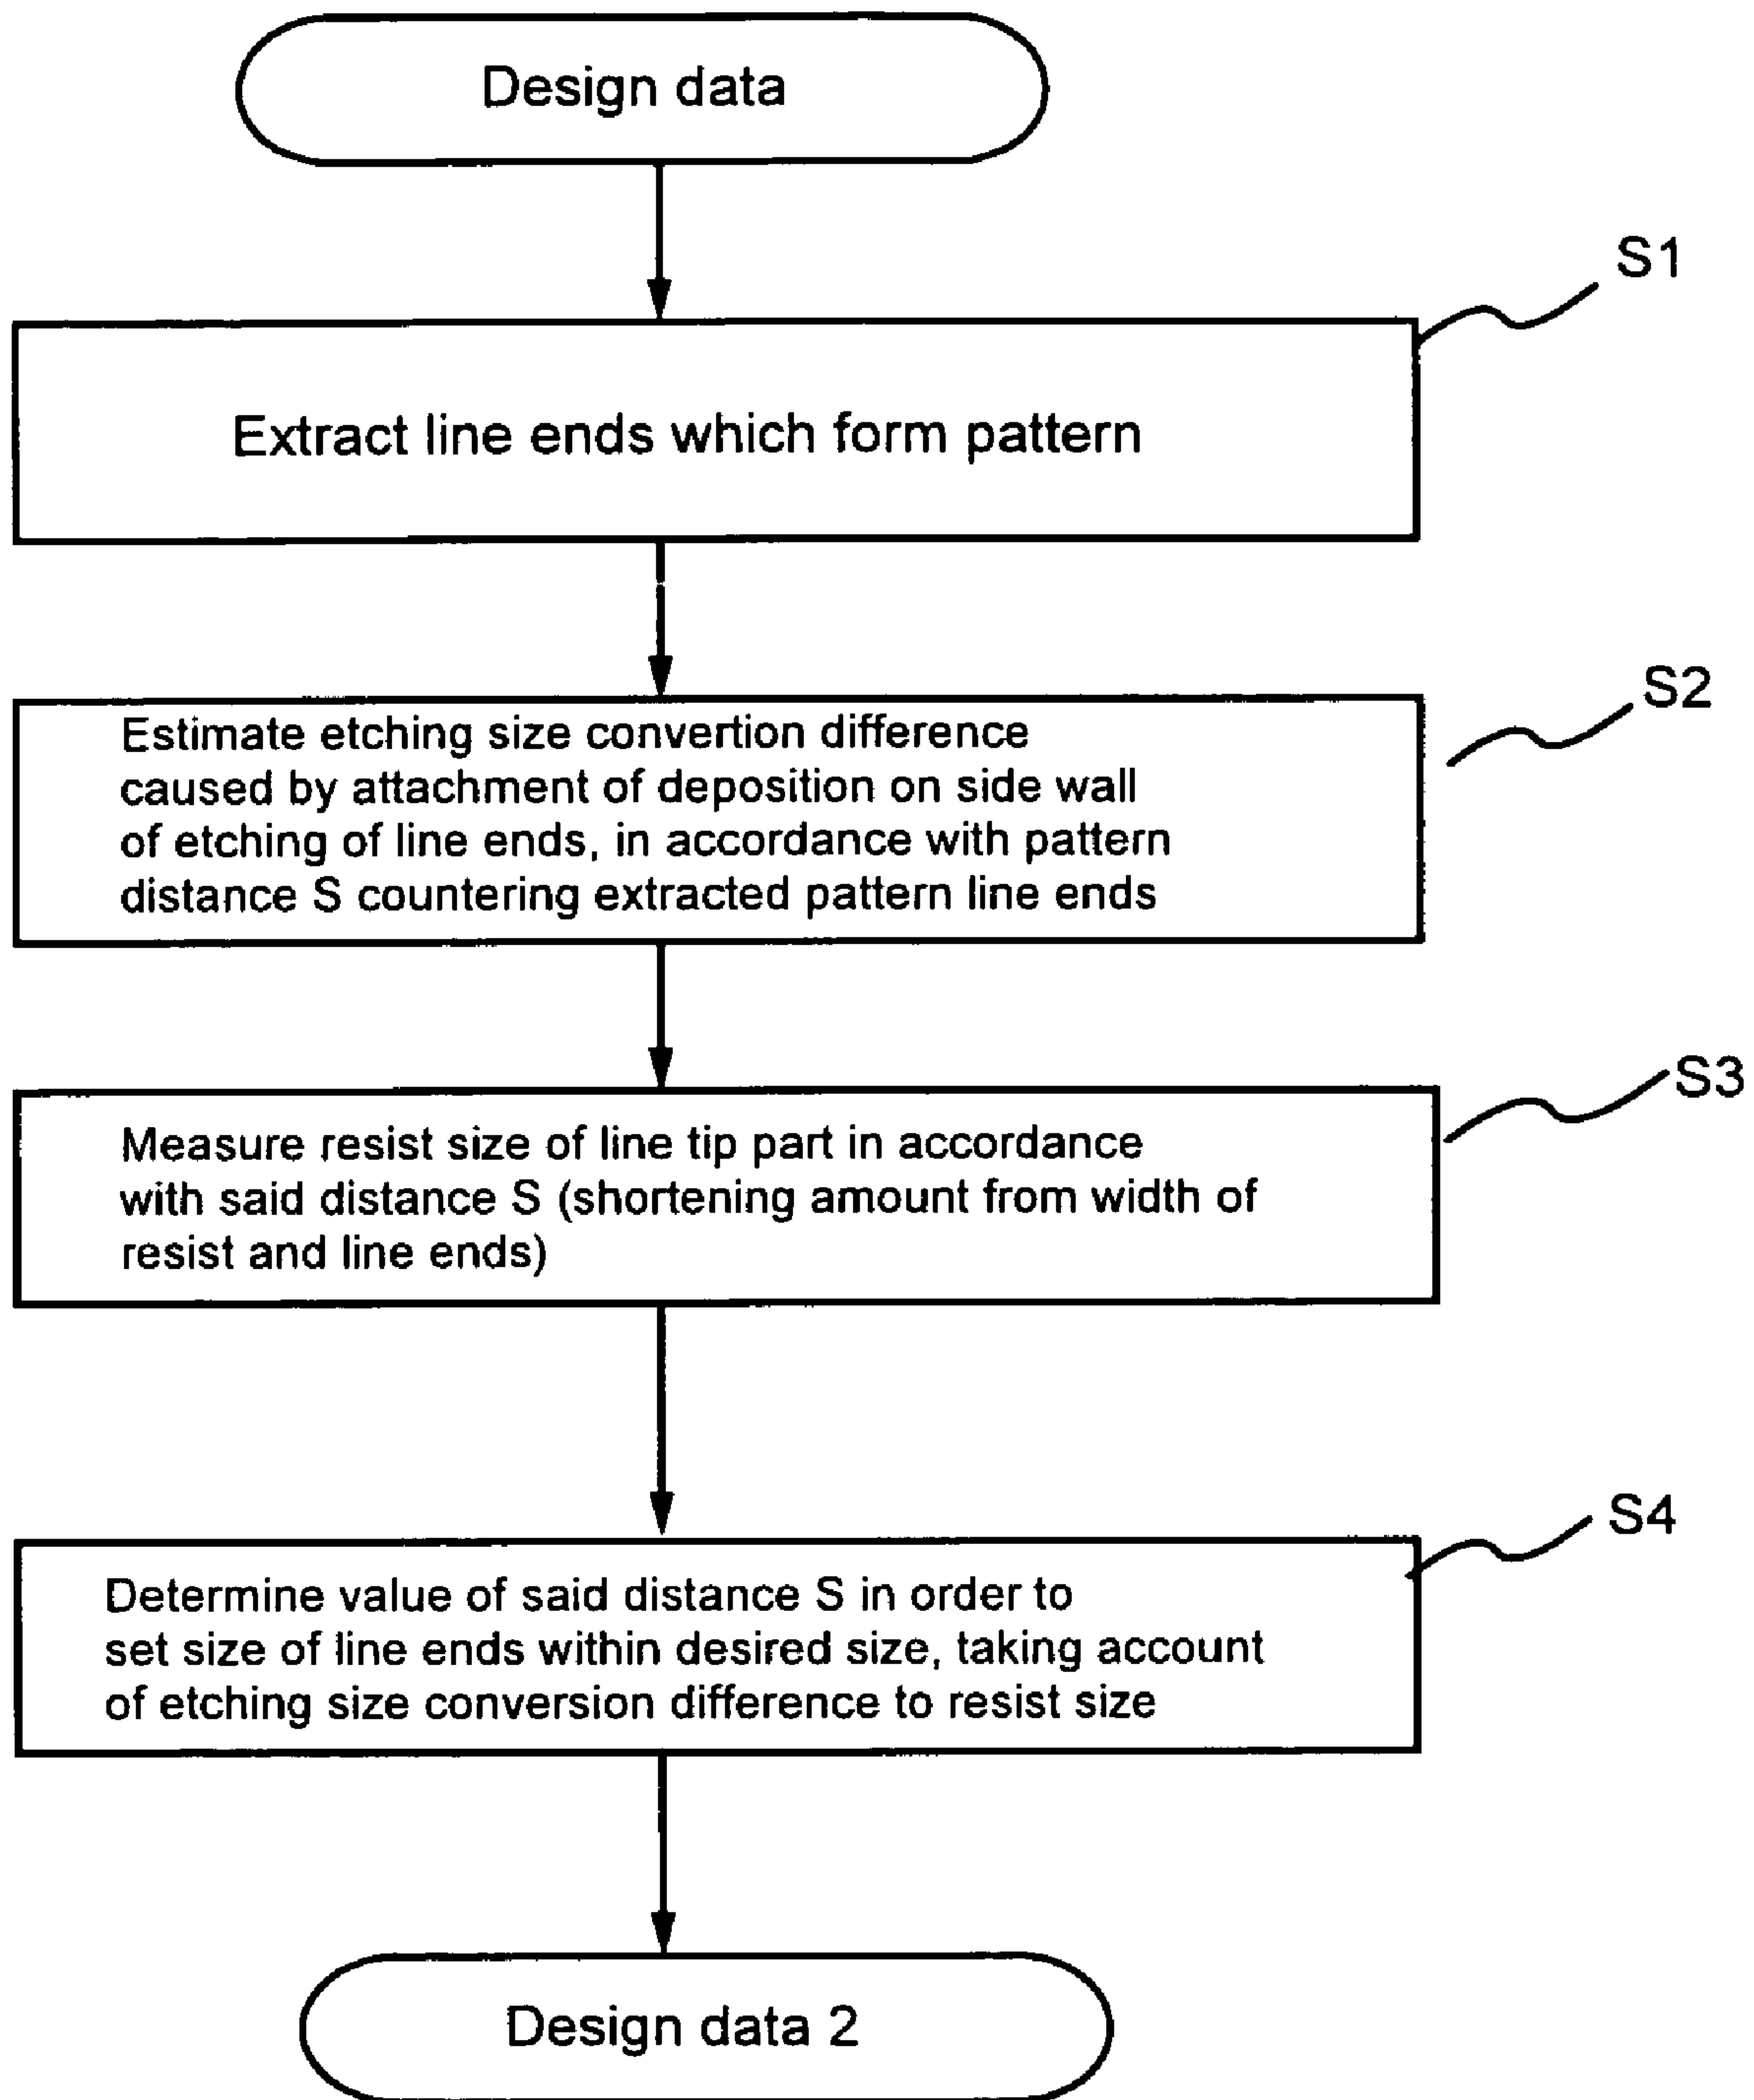 Design data
S1
Extract line ends which form pattern
S2
Estimate etching size convertion difference
caused by attachment of deposition on side wall
of etching of line ends, in accordance with pattern
distance S countering extracted pattern line ends
S3
Measure resist size of line tip part in accordance
with said distance S (shortening amount from width of
resist and line ends)
S4
Determine value of said distance S in order to
set size of line ends within desired size, taking account
of etching size conversion difference to resist size
Design data 2